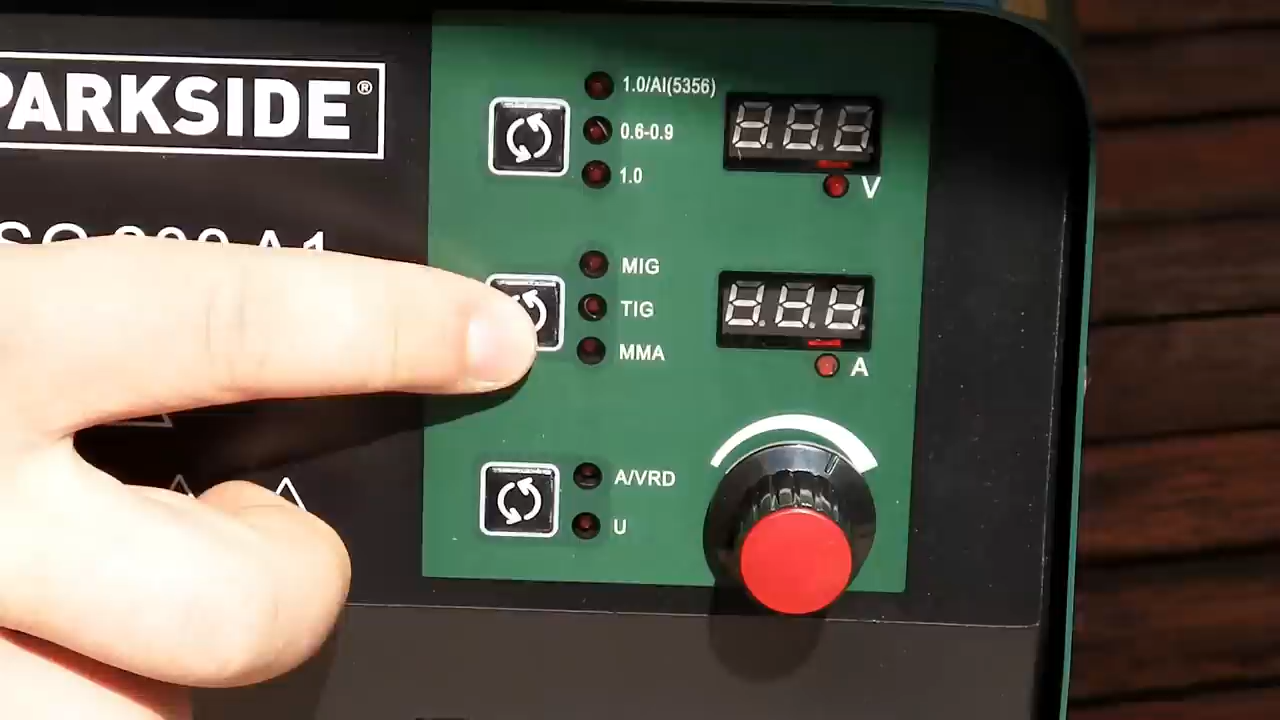 PARKSIDE®
1.0/Al(5356)
0.6-0.9
1.0
V
MIG
TIG
MMA
A
A/VRD
U